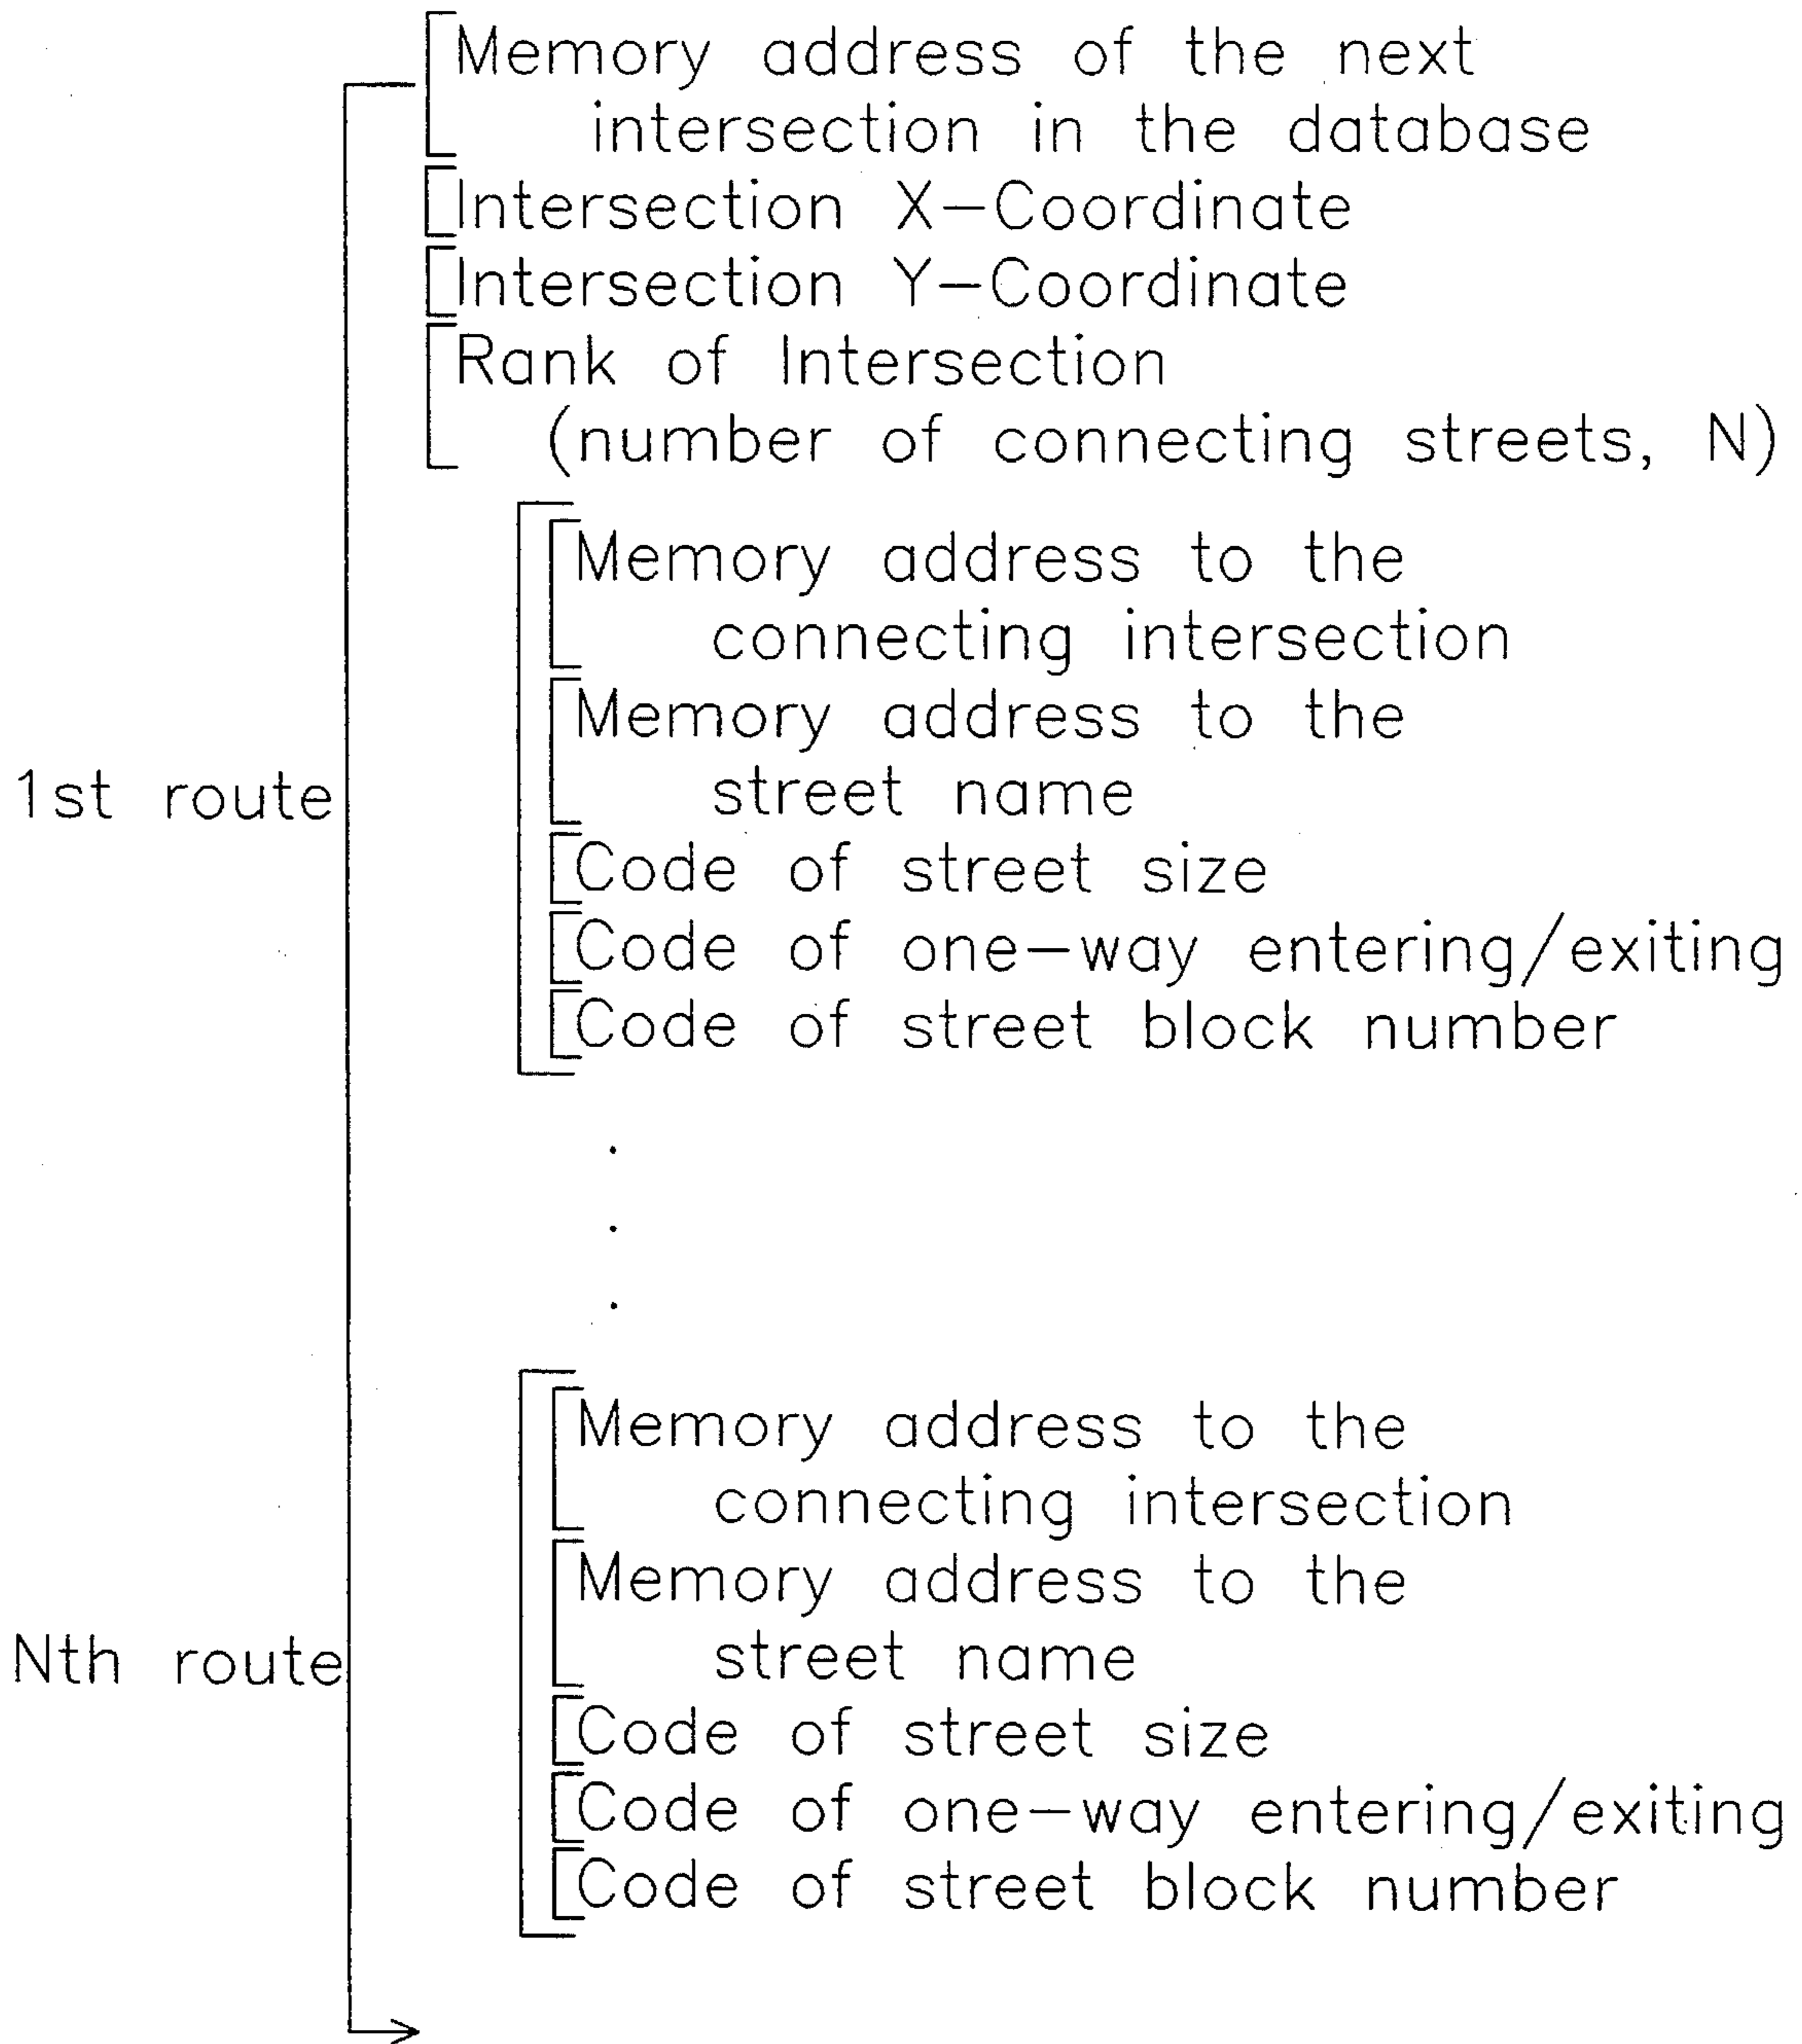 Memory address of the next
intersection in the database
Intersection X-Coordinate
Intersection Y-Coordinate
Rank of Intersection
(number of connecting streets, N)
Memory address to the
connecting intersection
Memory address to the
1st route
street name
Code of street size
Code of one-way entering/exiting
Code of street block number
.
.
.
Memory address to the
connecting intersection
Memory address to the
Nth route
street name
Code of street size
Code of one-way entering/exiting
Code of street block number